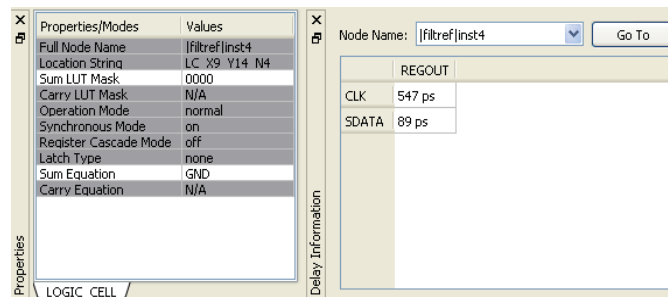 Properties/Modes Values
Full Node Name |filtref|inst4
Location String LC_X9_Y14_N4
Sum LUT Mask 0000
Carry LUT Mask N/A
Operation Mode normal
Synchronous Mode on
Register Cascade Mode off
Latch Type none
Sum Equation GND
Carry Equation N/A
LOGIC_CELL
Properties
Node Name: |filtref|inst4 Go To
REGOUT
CLK 547 ps
SDATA 89 ps
Delay Information